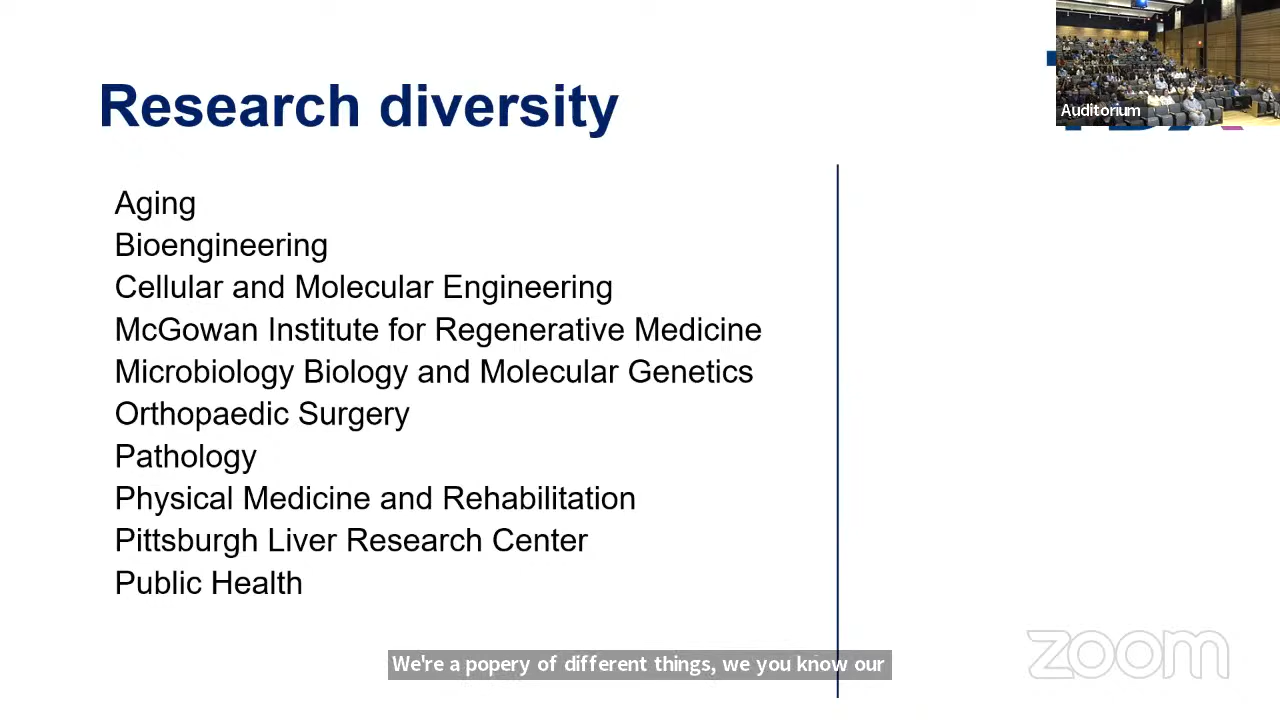 Research diversity
Auditorium
Aging
Bioengineering
Cellular and Molecular Engineering
McGowan Institute for Regenerative Medicine
Microbiology Biology and Molecular Genetics
Orthopaedic Surgery
Pathology
Physical Medicine and Rehabilitation
Pittsburgh Liver Research Center
Public Health
We're a popery of different things, we you know our
zoom